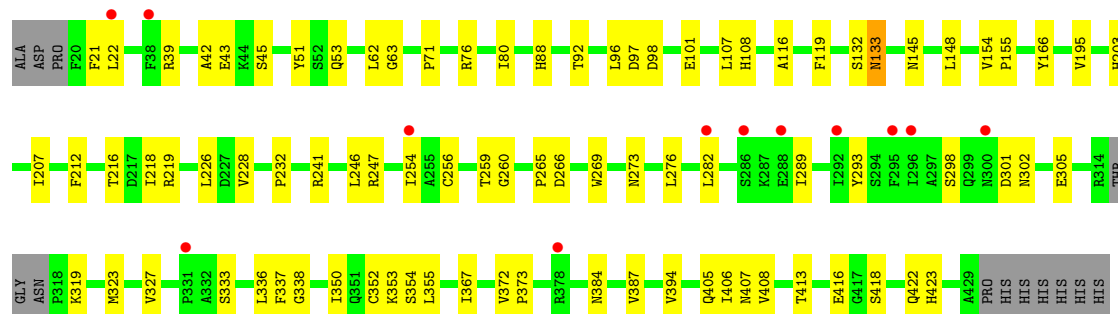 ALA ASP PRO F20 F21 L22 F38 R39 A42 E43 K44 S45 Y51 S52 Q53 L62 G63 P71 R76 I80 H88 T92 L96 D97 D98 E101 L107 H108 A116 F119 S132 N133 N145 L148 V154 P155 Y166 V195
I207 F212 T216 D217 I218 R219 L226 D227 V228 P232 R241 L246 R247 I254 A255 C256 T259 G260 P265 D266 W269 N273 L276 L282 S286 K287 E288 I289 I292 Y293 S294 F295 I296 A297 S298 Q299 N300 D301 N302 E305 R314
GLY ASN P318 K319 M323 V327 P331 A332 S333 L336 F337 G338 I350 Q351 C352 K353 S354 L355 I367 V372 P373 R378 N384 V387 V394 Q405 I406 N407 V408 T413 E416 G417 S418 Q422 H423 A429 PRO HIS HIS HIS HIS HIS HIS